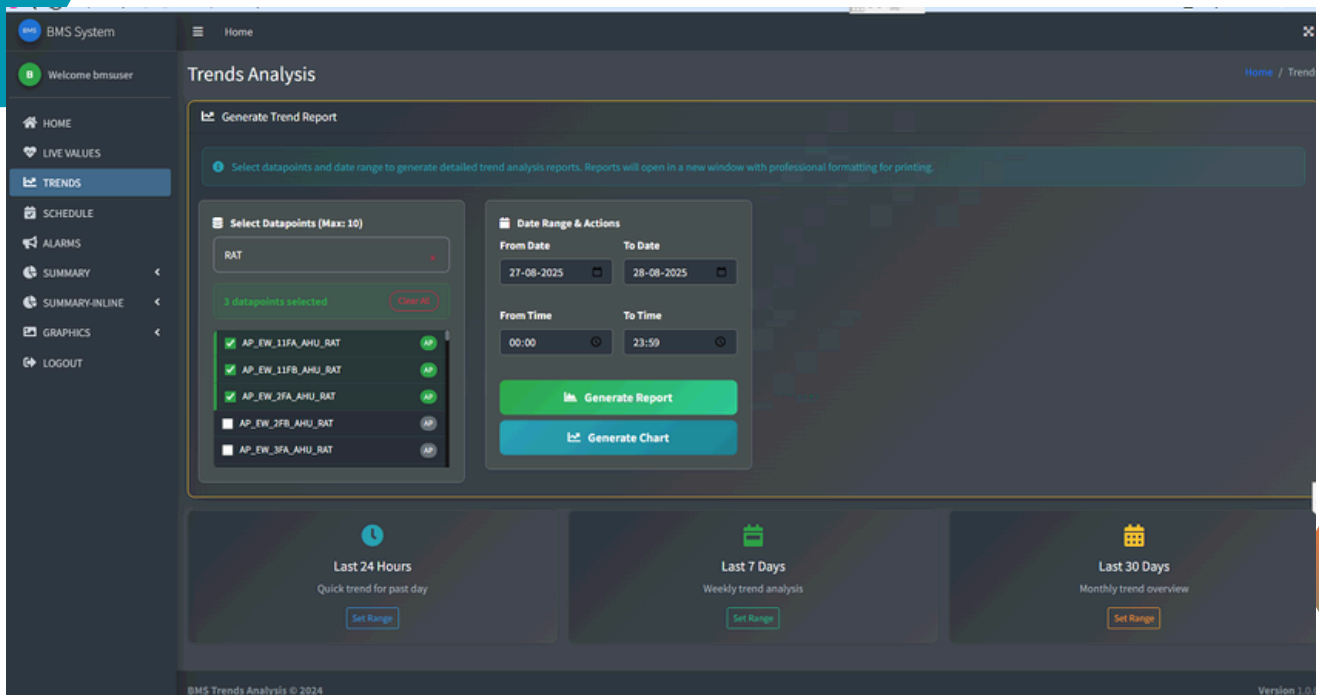 BMS BMS System
Home
B Welcome bmsuser
Trends Analysis
Home / Trend
HOME
LIVE VALUES
TRENDS
SCHEDULE
ALARMS
SUMMARY
SUMMARY-INLINE
GRAPHICS
LOGOUT
Generate Trend Report
Select datapoints and date range to generate detailed trend analysis reports. Reports will open in a new window with professional formatting for printing.
Select Datapoints (Max: 10)
RAT
3 datapoints selected
Clear All
AP_EW_11FA_AHU_RAT AP
AP_EW_11FB_AHU_RAT AP
AP_EW_2FA_AHU_RAT AP
AP_EW_2FB_AHU_RAT AP
AP_EW_3FA_AHU_RAT AP
Date Range & Actions
From Date To Date
27-08-2025 28-08-2025
From Time To Time
00:00 23:59
Generate Report
Generate Chart
Last 24 Hours
Quick trend for past day
Set Range
Last 7 Days
Weekly trend analysis
Set Range
Last 30 Days
Monthly trend overview
Set Range
BMS Trends Analysis © 2024
Version 1.0.0